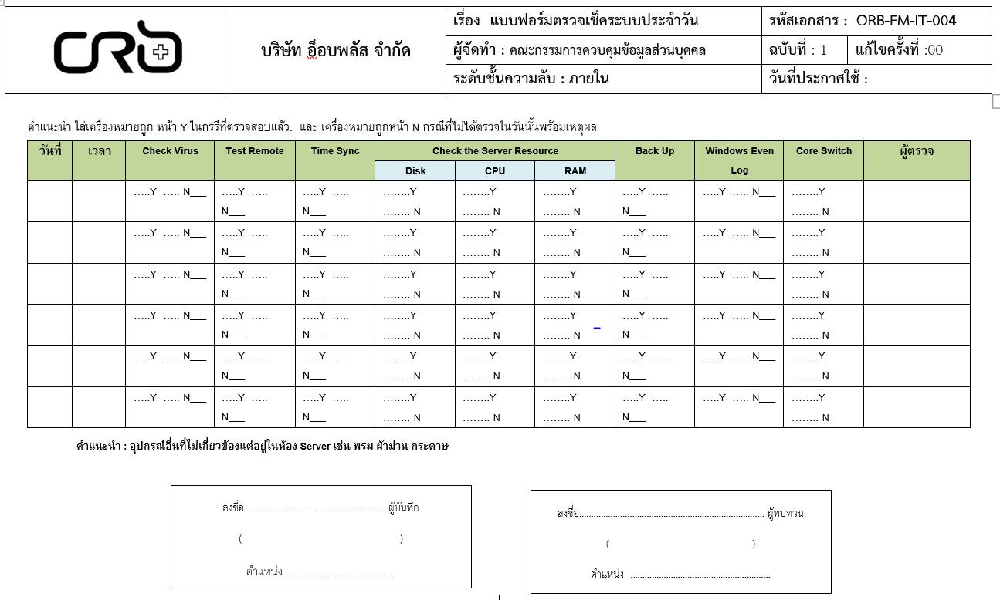 ORb
บริษัท อ็อบพลัส จำกัด
เรื่อง แบบฟอร์มตรวจเช็คระบบประจำวัน
รหัสเอกสาร : ORB-FM-IT-004
ผู้จัดทำ : คณะกรรมการควบคุมข้อมูลส่วนบุคคล
ฉบับที่ : 1
แก้ไขครั้งที่ :00
ระดับชั้นความลับ : ภายใน
วันที่ประกาศใช้ :
คำแนะนำ ใส่เครื่องหมายถูก หน้า Y ในกรรีที่ตรวจสอบแล้ว. และ เครื่องหมายถูกหน้า N กรณีที่ไม่ได้ตรวจในวันนั้นพร้อมเหตุผล
วันที่ เวลา Check Virus Test Remote Time Sync Check the Server Resource Back Up Windows Even Core Switch ผู้ตรวจ
Disk CPU RAM Log
.....Y ..... N___ .....Y ..... .....Y ..... ........Y ........Y ........Y .....Y ..... .....Y ..... N___ ........Y
N___ N___ ........ N ........ N ........ N N___ ........ N
.....Y ..... N___ .....Y ..... .....Y ..... ........Y ........Y ........Y .....Y ..... .....Y ..... N___ ........Y
N___ N___ ........ N ........ N ........ N N___ ........ N
.....Y ..... N___ .....Y ..... .....Y ..... ........Y ........Y ........Y .....Y ..... .....Y ..... N___ ........Y
N___ N___ ........ N ........ N ........ N N___ ........ N
.....Y ..... N___ .....Y ..... .....Y ..... ........Y ........Y ........Y .....Y ..... .....Y ..... N___ ........Y
N___ N___ ........ N ........ N ........ N N___ ........ N
.....Y ..... N___ .....Y ..... .....Y ..... ........Y ........Y ........Y .....Y ..... .....Y ..... N___ ........Y
N___ N___ ........ N ........ N ........ N N___ ........ N
.....Y ..... N___ .....Y ..... .....Y ..... ........Y ........Y ........Y .....Y ..... .....Y ..... N___ ........Y
N___ N___ ........ N ........ N ........ N N___ ........ N
คำแนะนำ : อุปกรณ์อื่นที่ไม่เกี่ยวข้องแต่อยู่ในห้อง Server เช่น พรม ผ้าม่าน กระดาษ
ลงชื่อ..........................................................ผู้บันทึก
( )
ตำแหน่ง............................................
ลงชื่อ.......................................................................... ผู้ทบทวน
( )
ตำแหน่ง .........................................................